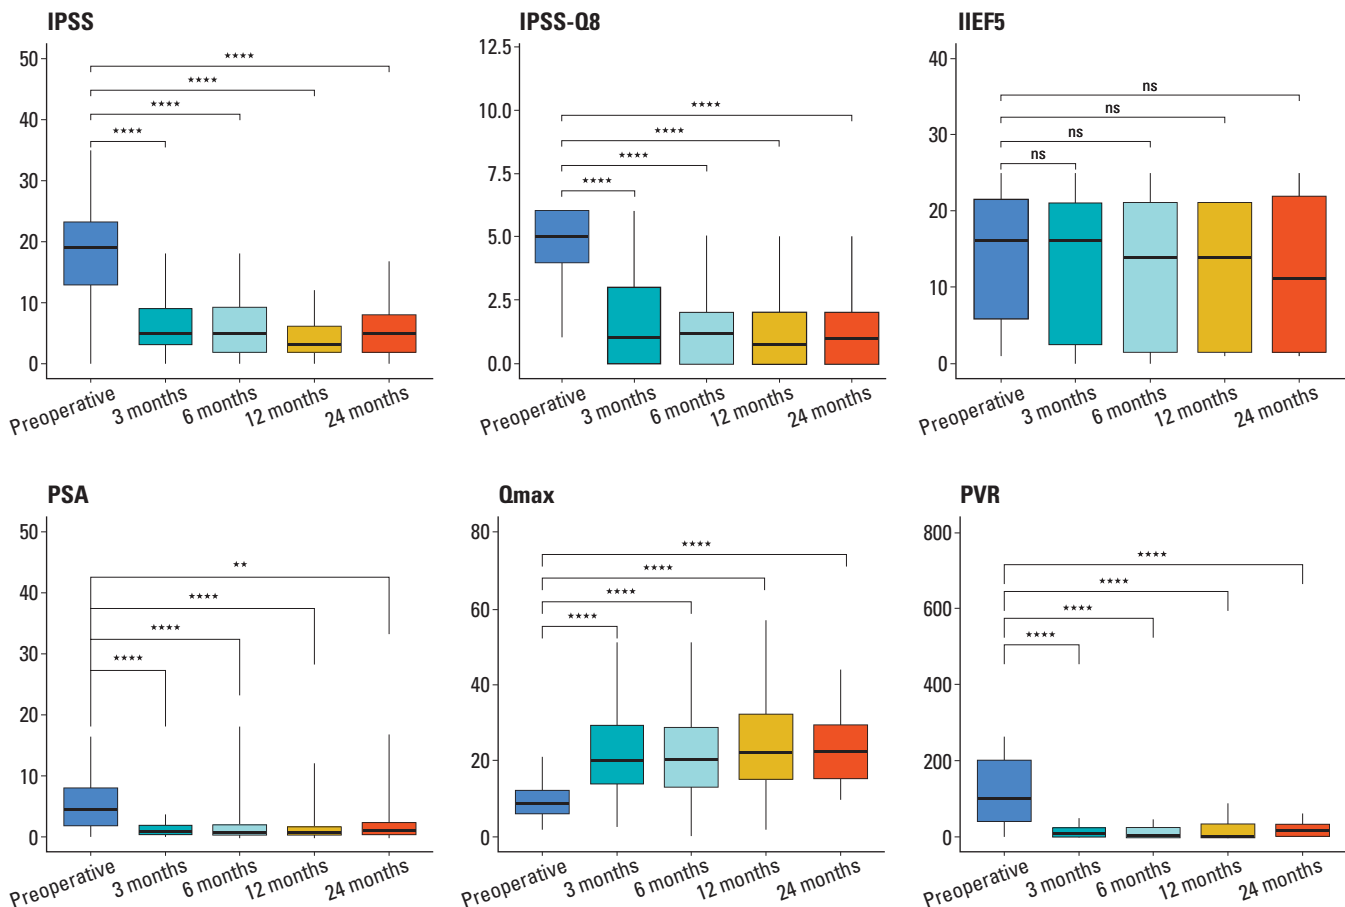 IPSS
50
40
30
20
10
0
★★★★
★★★★
★★★★
★★★★
Preoperative
3 months
6 months
12 months
24 months
IPSS-Q8
12.5
10.0
7.5
5.0
2.5
0.0
★★★★
★★★★
★★★★
★★★★
Preoperative
3 months
6 months
12 months
24 months
IIEF5
40
30
20
10
0
ns
ns
ns
ns
Preoperative
3 months
6 months
12 months
24 months
PSA
50
40
30
20
10
0
★★
★★★★
★★★★
★★★★
Preoperative
3 months
6 months
12 months
24 months
Qmax
80
60
40
20
0
★★★★
★★★★
★★★★
★★★★
Preoperative
3 months
6 months
12 months
24 months
PVR
800
600
400
200
0
★★★★
★★★★
★★★★
★★★★
Preoperative
3 months
6 months
12 months
24 months